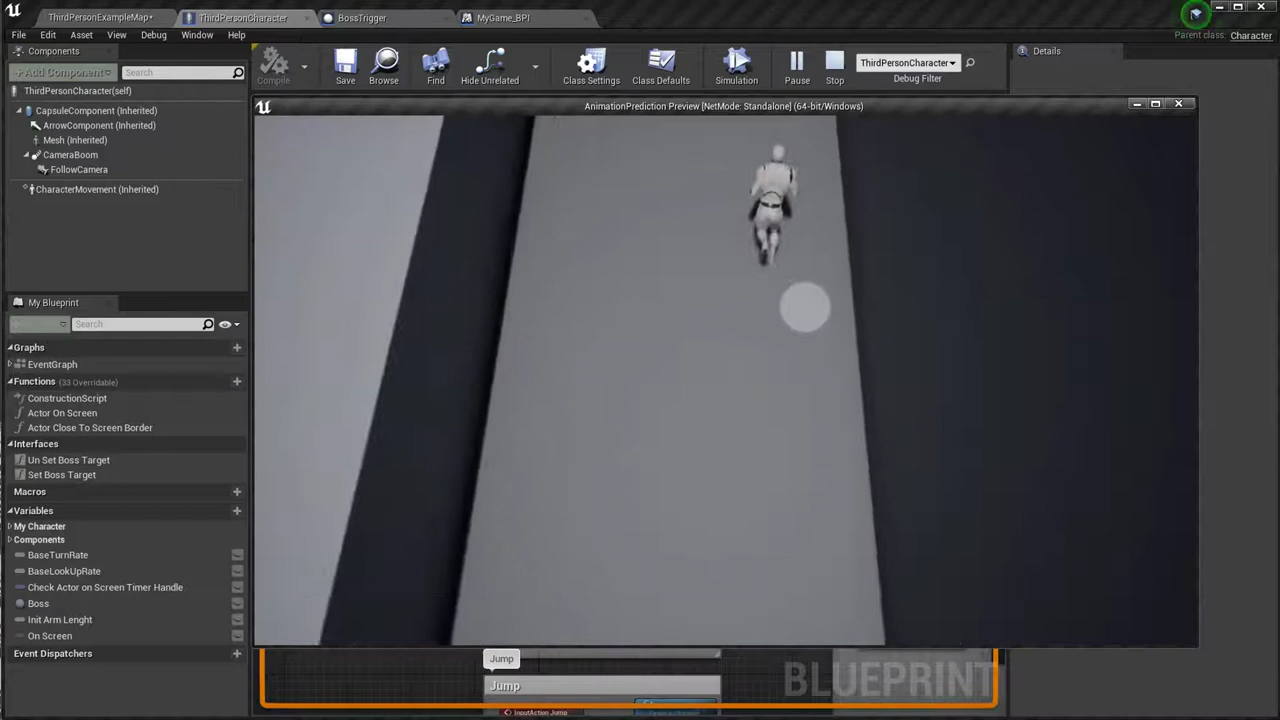 ThirdPersonExampleMap*
ThirdPersonCharacter
BossTrigger
MyGame_BPI
File Edit Asset View Debug Window Help
Parent class: Character
Components
+ Add Component
Search
ThirdPersonCharacter(self)
CapsuleComponent (Inherited)
ArrowComponent (Inherited)
Mesh (Inherited)
CameraBoom
FollowCamera
CharacterMovement (Inherited)
Compile
Save
Browse
Find
Hide Unrelated
Class Settings
Class Defaults
Simulation
Pause
Stop
ThirdPersonCharacter
Debug Filter
Details
AnimationPrediction Preview [NetMode: Standalone] (64-bit/Windows)
My Blueprint
Search
Graphs
EventGraph
Functions (33 Overridable)
ConstructionScript
Actor On Screen
Actor Close To Screen Border
Interfaces
Un Set Boss Target
Set Boss Target
Macros
Variables
My Character
Components
BaseTurnRate
BaseLookUpRate
Check Actor on Screen Timer Handle
Boss
Init Arm Lenght
On Screen
Event Dispatchers
Jump
Jump
InputAction Jump
BLUEPRINT